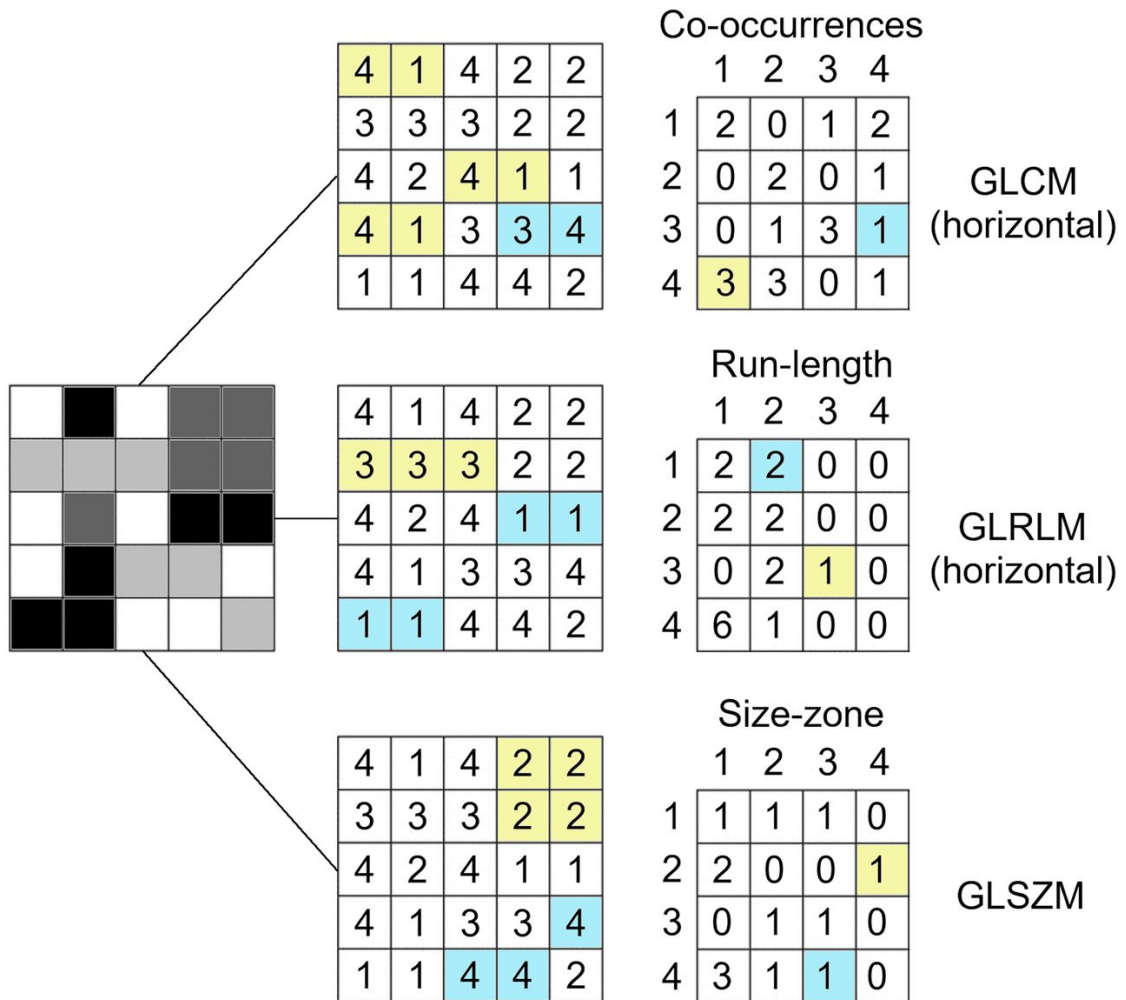 Co-occurrences
1 2 3 4
4 1 4 2 2
3 3 3 2 2
4 2 4 1 1
4 1 3 3 4
1 1 4 4 2
1 2 0 1 2
2 0 2 0 1
3 0 1 3 1
4 3 3 0 1
GLCM
(horizontal)
Run-length
1 2 3 4
4 1 4 2 2
3 3 3 2 2
4 2 4 1 1
4 1 3 3 4
1 1 4 4 2
1 2 2 0 0
2 2 2 0 0
3 0 2 1 0
4 6 1 0 0
GLRLM
(horizontal)
Size-zone
1 2 3 4
4 1 4 2 2
3 3 3 2 2
4 2 4 1 1
4 1 3 3 4
1 1 4 4 2
1 1 1 1 0
2 2 0 0 1
3 0 1 1 0
4 3 1 1 0
GLSZM